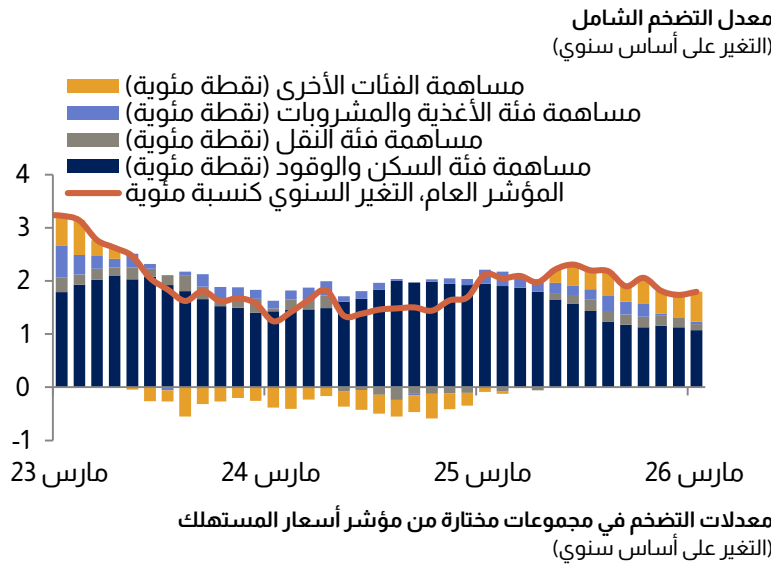 معدل التضخم الشامل
(التغير على أساس سنوي)
مساهمة الفئات الأخرى (نقطة مئوية)
مساهمة فئة الأغذية والمشروبات (نقطة مئوية)
مساهمة فئة النقل (نقطة مئوية)
مساهمة فئة السكن والوقود (نقطة مئوية)
المؤشر العام، التغير السنوي كنسبة مئوية
4
3
2
1
0
-1
مارس 23
مارس 24
مارس 25
مارس 26
معدلات التضخم في مجموعات مختارة من مؤشر أسعار المستهلك
(التغير على أساس سنوي)